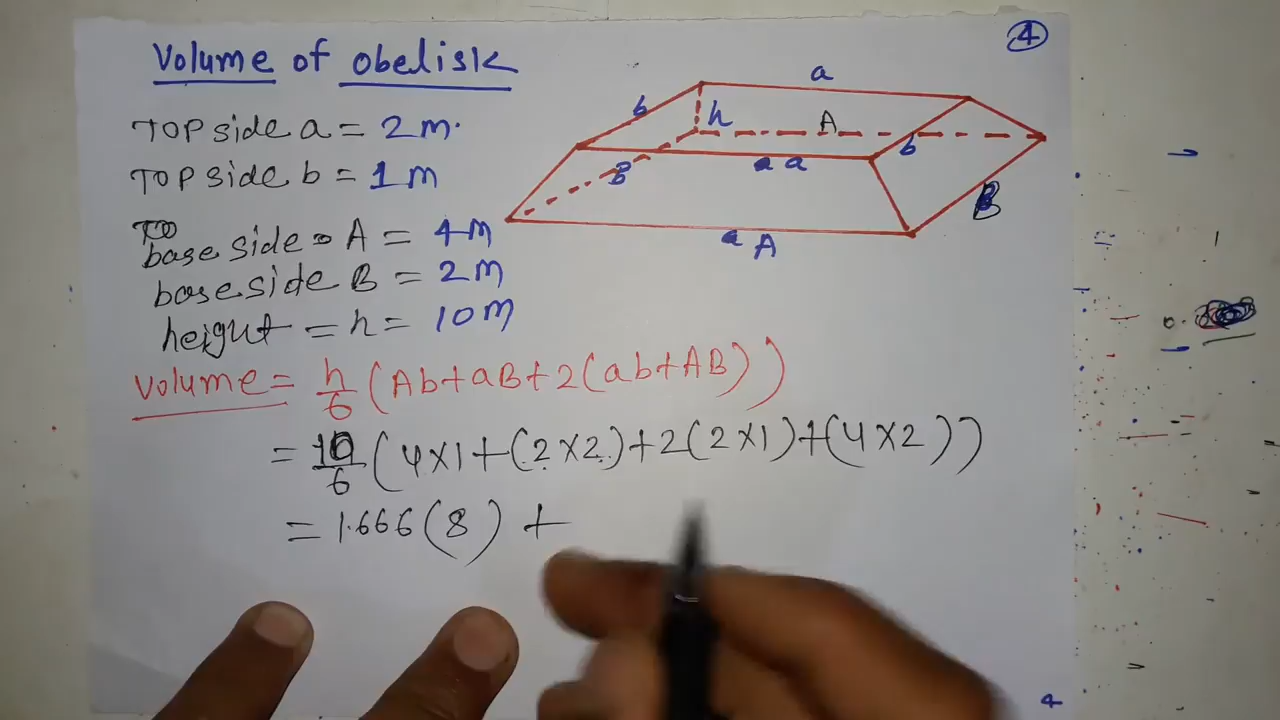 Volume of obelisk
4
TOP side a = 2 m.
TOP side b = 1 m
base side A = 4 m
base side B = 2 m
height = h = 10 m
a
b
h
A
b
B
a a
B
a A
Volume = h/6 (Ab+aB+2(ab+AB))
= 10/6 (4×1+(2×2)+2(2×1)+(4×2))
= 1.666(8) +
4